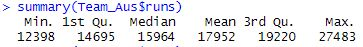 > summary(Team_Aus$runs)
Min. 1st Qu. Median Mean 3rd Qu. Max.
12398 14695 15964 17952 19220 27483